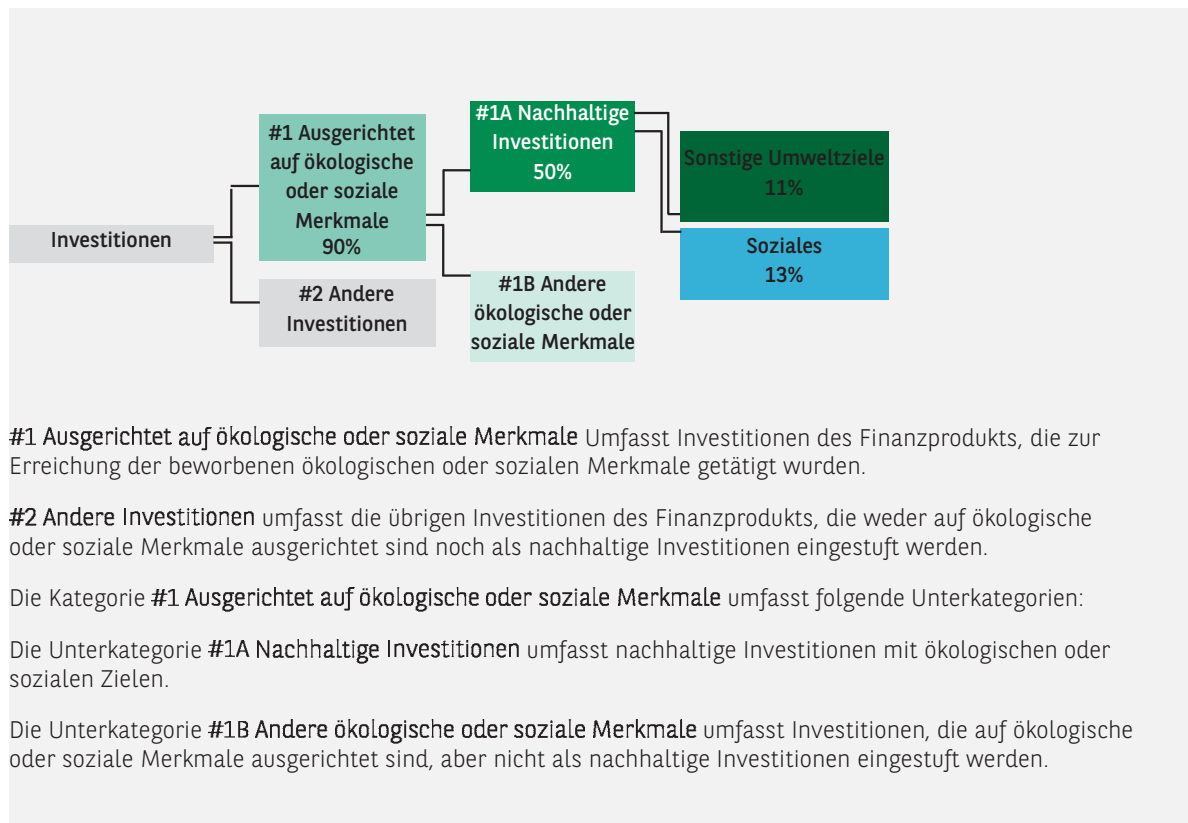 Investitionen
#1 Ausgerichtet
auf ökologische
oder soziale
Merkmale
90%
#2 Andere
Investitionen
#1A Nachhaltige
Investitionen
50%
#1B Andere
ökologische oder
soziale Merkmale
Sonstige Umweltziele
11%
Soziales
13%
#1 Ausgerichtet auf ökologische oder soziale Merkmale Umfasst Investitionen des Finanzprodukts, die zur
Erreichung der beworbenen ökologischen oder sozialen Merkmale getätigt wurden.
#2 Andere Investitionen umfasst die übrigen Investitionen des Finanzprodukts, die weder auf ökologische
oder soziale Merkmale ausgerichtet sind noch als nachhaltige Investitionen eingestuft werden.
Die Kategorie #1 Ausgerichtet auf ökologische oder soziale Merkmale umfasst folgende Unterkategorien:
Die Unterkategorie #1A Nachhaltige Investitionen umfasst nachhaltige Investitionen mit ökologischen oder
sozialen Zielen.
Die Unterkategorie #1B Andere ökologische oder soziale Merkmale umfasst Investitionen, die auf ökologische
oder soziale Merkmale ausgerichtet sind, aber nicht als nachhaltige Investitionen eingestuft werden.